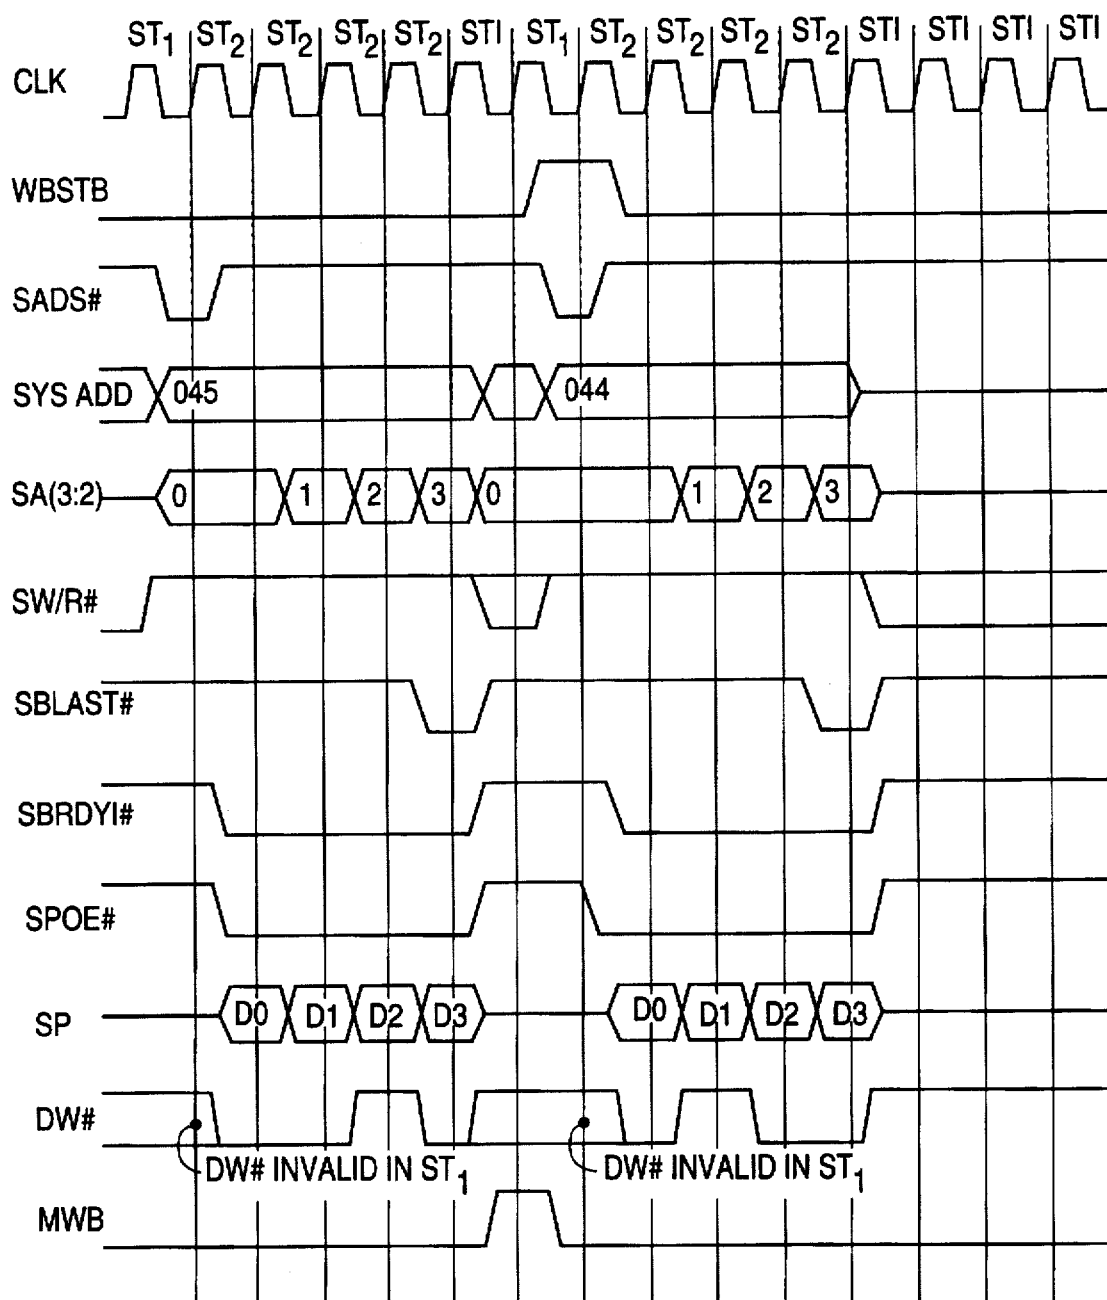 ST1 ST2 ST2 ST2 ST2 STI ST1 ST2 ST2 ST2 ST2 STI STI STI STI
CLK
WBSTB
SADS#
SYS ADD 045 044
SA(3:2) 0 1 2 3 0 1 2 3
SW/R#
SBLAST#
SBRDYI#
SPOE#
SP D0 D1 D2 D3 D0 D1 D2 D3
DW#
DW# INVALID IN ST1 DW# INVALID IN ST1
MWB